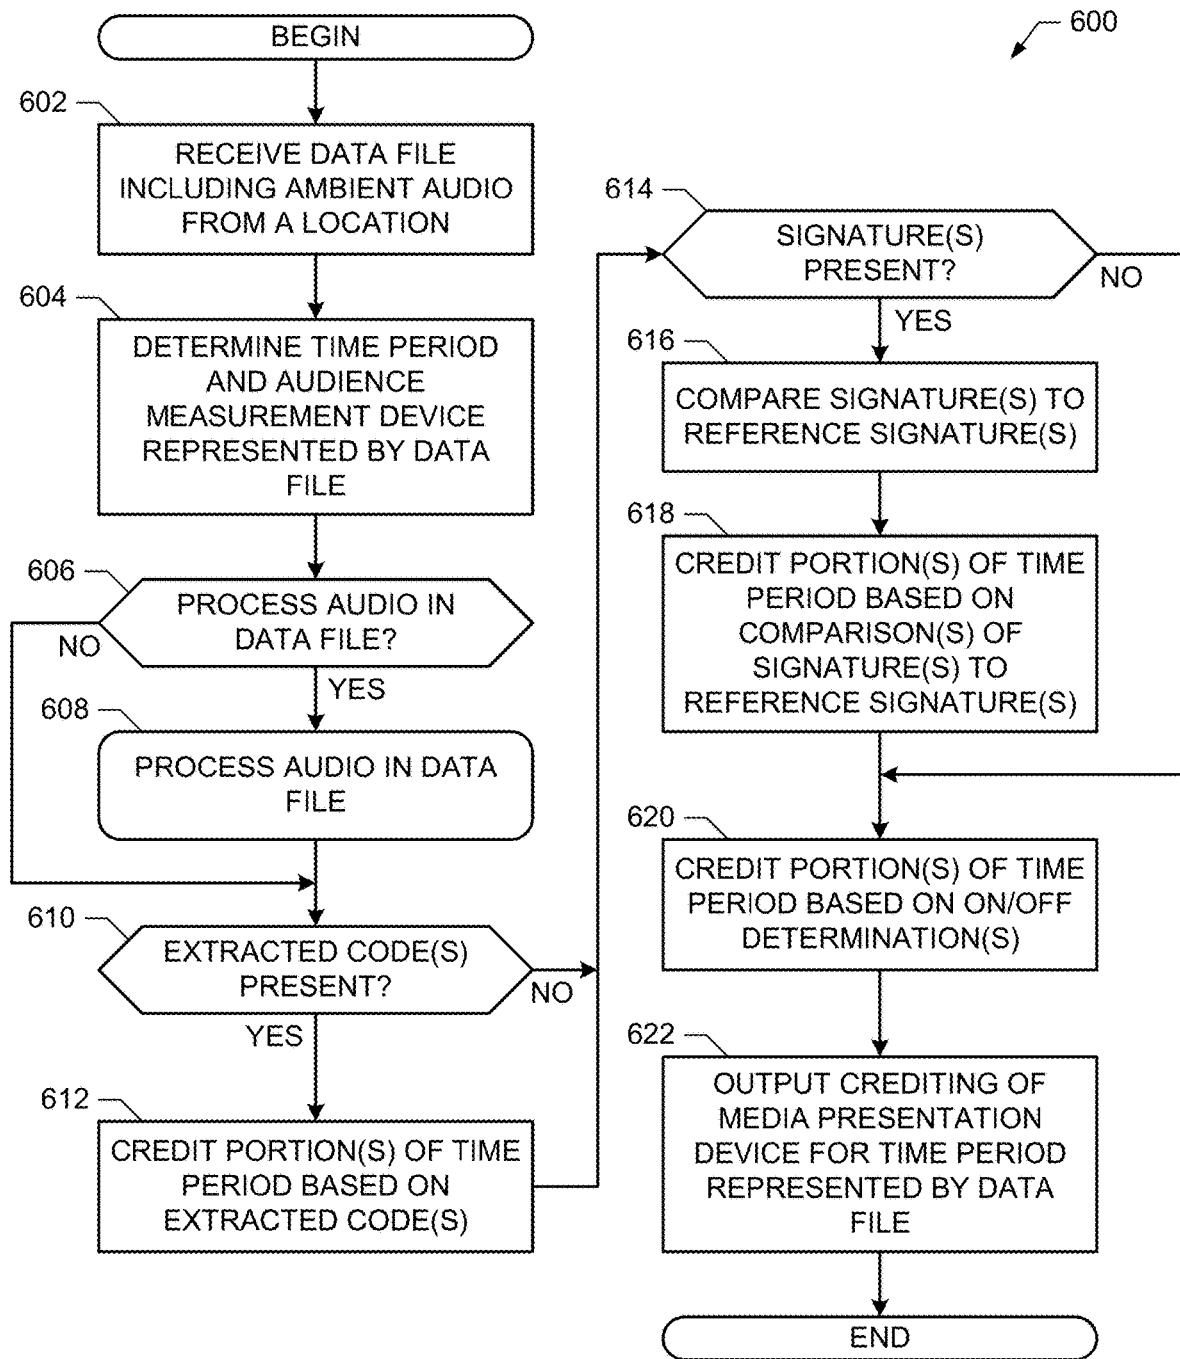 600
BEGIN
602
RECEIVE DATA FILE
INCLUDING AMBIENT AUDIO
FROM A LOCATION
604
DETERMINE TIME PERIOD
AND AUDIENCE
MEASUREMENT DEVICE
REPRESENTED BY DATA
FILE
606
PROCESS AUDIO IN
DATA FILE?
NO
YES
608
PROCESS AUDIO IN DATA
FILE
610
EXTRACTED CODE(S)
PRESENT?
NO
YES
612
CREDIT PORTION(S) OF TIME
PERIOD BASED ON
EXTRACTED CODE(S)
614
SIGNATURE(S)
PRESENT?
NO
YES
616
COMPARE SIGNATURE(S) TO
REFERENCE SIGNATURE(S)
618
CREDIT PORTION(S) OF TIME
PERIOD BASED ON
COMPARISON(S) OF
SIGNATURE(S) TO
REFERENCE SIGNATURE(S)
620
CREDIT PORTION(S) OF TIME
PERIOD BASED ON ON/OFF
DETERMINATION(S)
622
OUTPUT CREDITING OF
MEDIA PRESENTATION
DEVICE FOR TIME PERIOD
REPRESENTED BY DATA
FILE
END